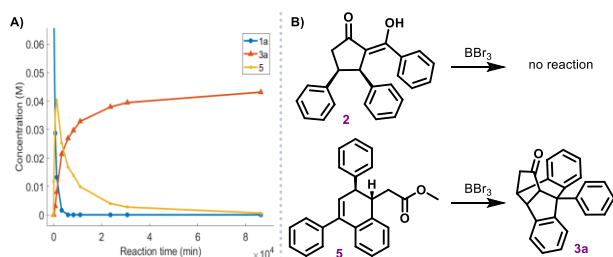 A)
Concentration (M)
0.06
0.05
0.04
0.03
0.02
0.01
0
0 2 4 6 8
×10⁴
Reaction time (min)
1a
3a
5
B)
O
OH
2
BBr₃
no reaction
H
O
O
5
BBr₃
O
3a